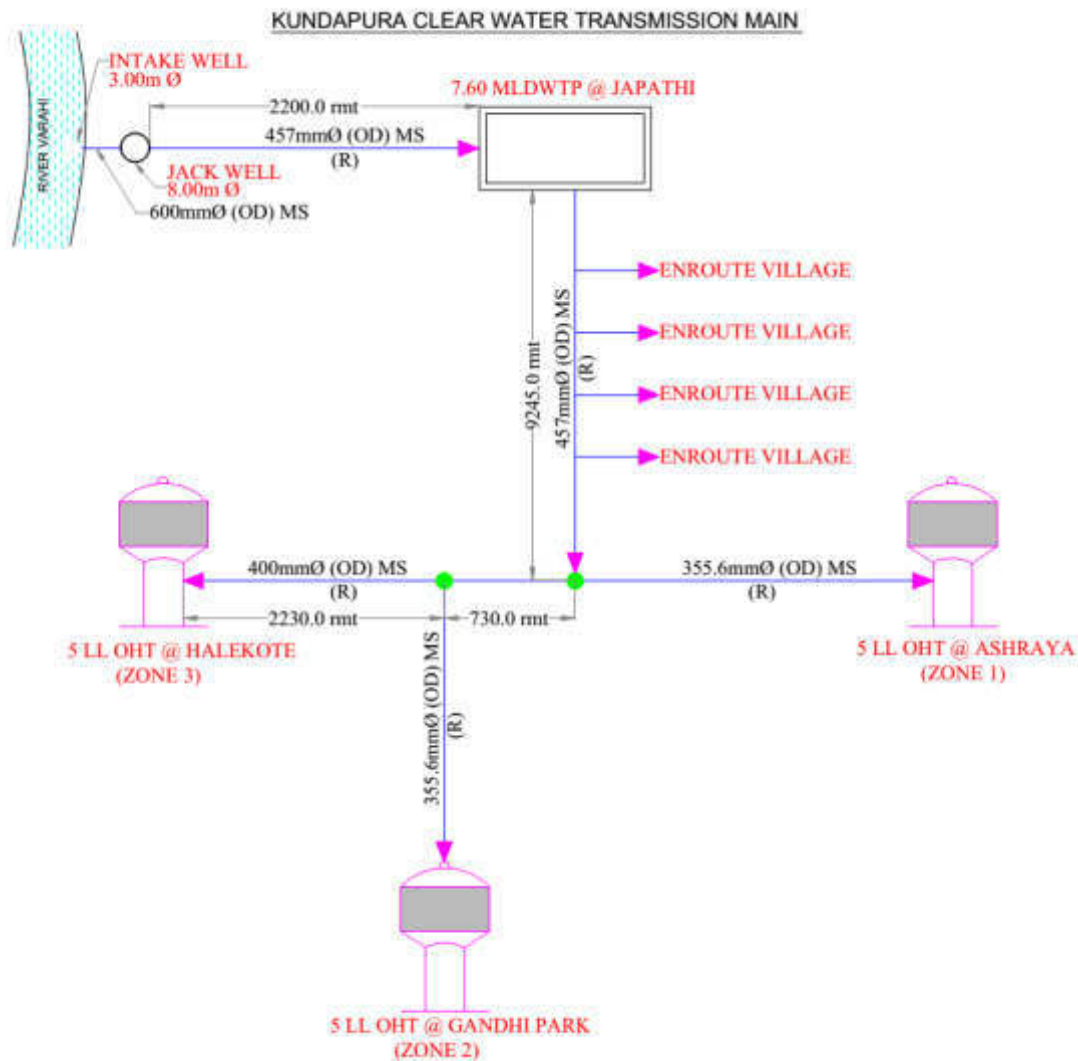 KUNDAPURA CLEAR WATER TRANSMISSION MAIN
INTAKE WELL
3.00m Ø
RIVER VARAHI
7.60 MLDWTP @ JAPATHI
2200.0 rmt
457mmØ (OD) MS
(R)
JACK WELL
8.00m Ø
600mmØ (OD) MS
9245.0 rmt
457mmØ (OD) MS
(R)
ENROUTE VILLAGE
ENROUTE VILLAGE
ENROUTE VILLAGE
ENROUTE VILLAGE
400mmØ (OD) MS
(R)
2230.0 rmt
730.0 rmt
355.6mmØ (OD) MS
(R)
5 LL OHT @ HALEKOTE
(ZONE 3)
5 LL OHT @ ASHRAYA
(ZONE 1)
355.6mmØ (OD) MS
(R)
5 LL OHT @ GANDHI PARK
(ZONE 2)